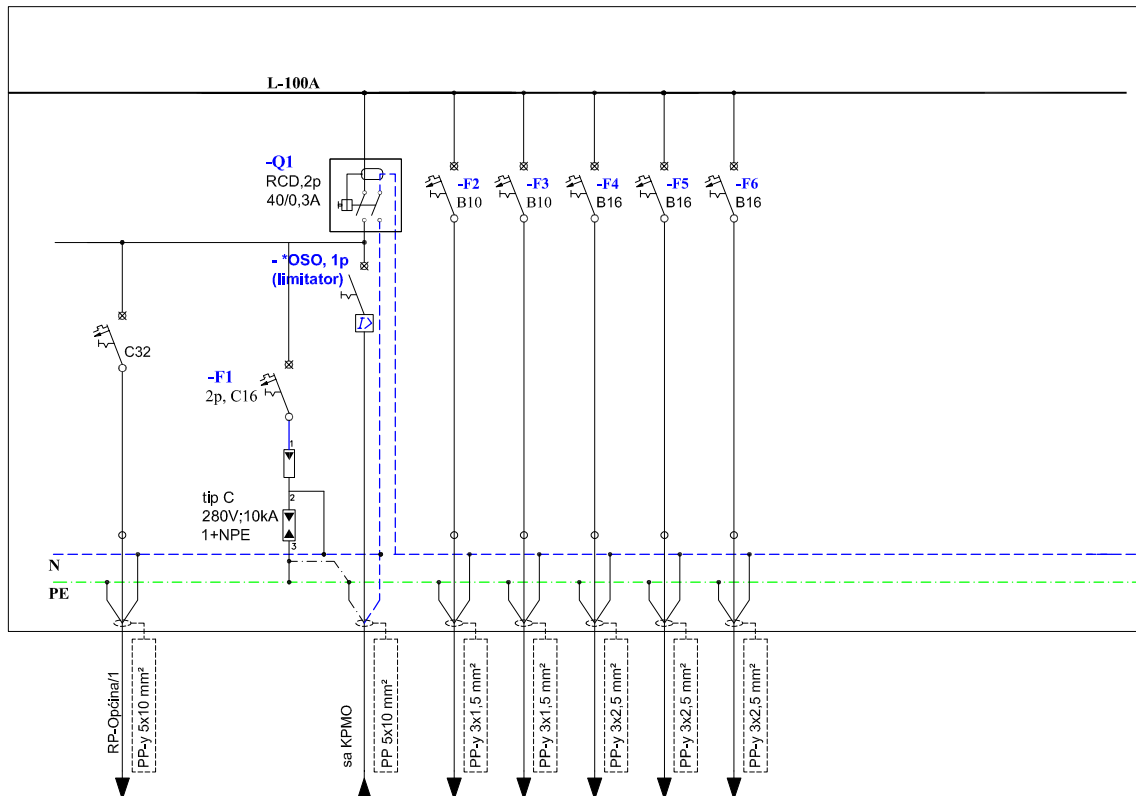 L-100A
-Q1
RCD,2p
40/0,3A
- *OSO, 1p
(limitator)
I>
-F2
B10
-F3
B10
-F4
B16
-F5
B16
-F6
B16
C32
-F1
2p, C16
1
2
tip C
280V;10kA
1+NPE
3
N
PE
RP-Općina/1
PP-y 5x10 mm²
sa KPMO
PP 5x10 mm²
PP-y 3x1,5 mm²
PP-y 3x1,5 mm²
PP-y 3x2,5 mm²
PP-y 3x2,5 mm²
PP-y 3x2,5 mm²